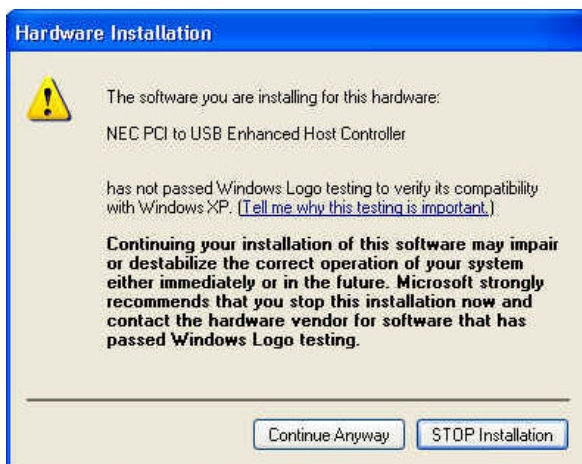 Hardware Installation
The software you are installing for this hardware:
NEC PCI to USB Enhanced Host Controller
has not passed Windows Logo testing to verify its compatibility
with Windows XP. (Tell me why this testing is important.)
Continuing your installation of this software may impair
or destabilize the correct operation of your system
either immediately or in the future. Microsoft strongly
recommends that you stop this installation now and
contact the hardware vendor for software that has
passed Windows Logo testing.
Continue Anyway
STOP Installation